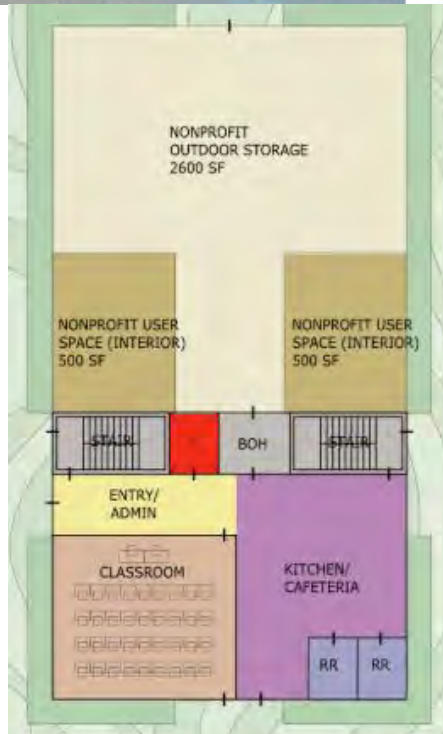 NONPROFIT
OUTDOOR STORAGE
2600 SF
NONPROFIT USER
SPACE (INTERIOR)
500 SF
NONPROFIT USER
SPACE (INTERIOR)
500 SF
STAIR
BOH
STAIR
ENTRY/
ADMIN
CLASSROOM
KITCHEN/
CAFETERIA
RR
RR